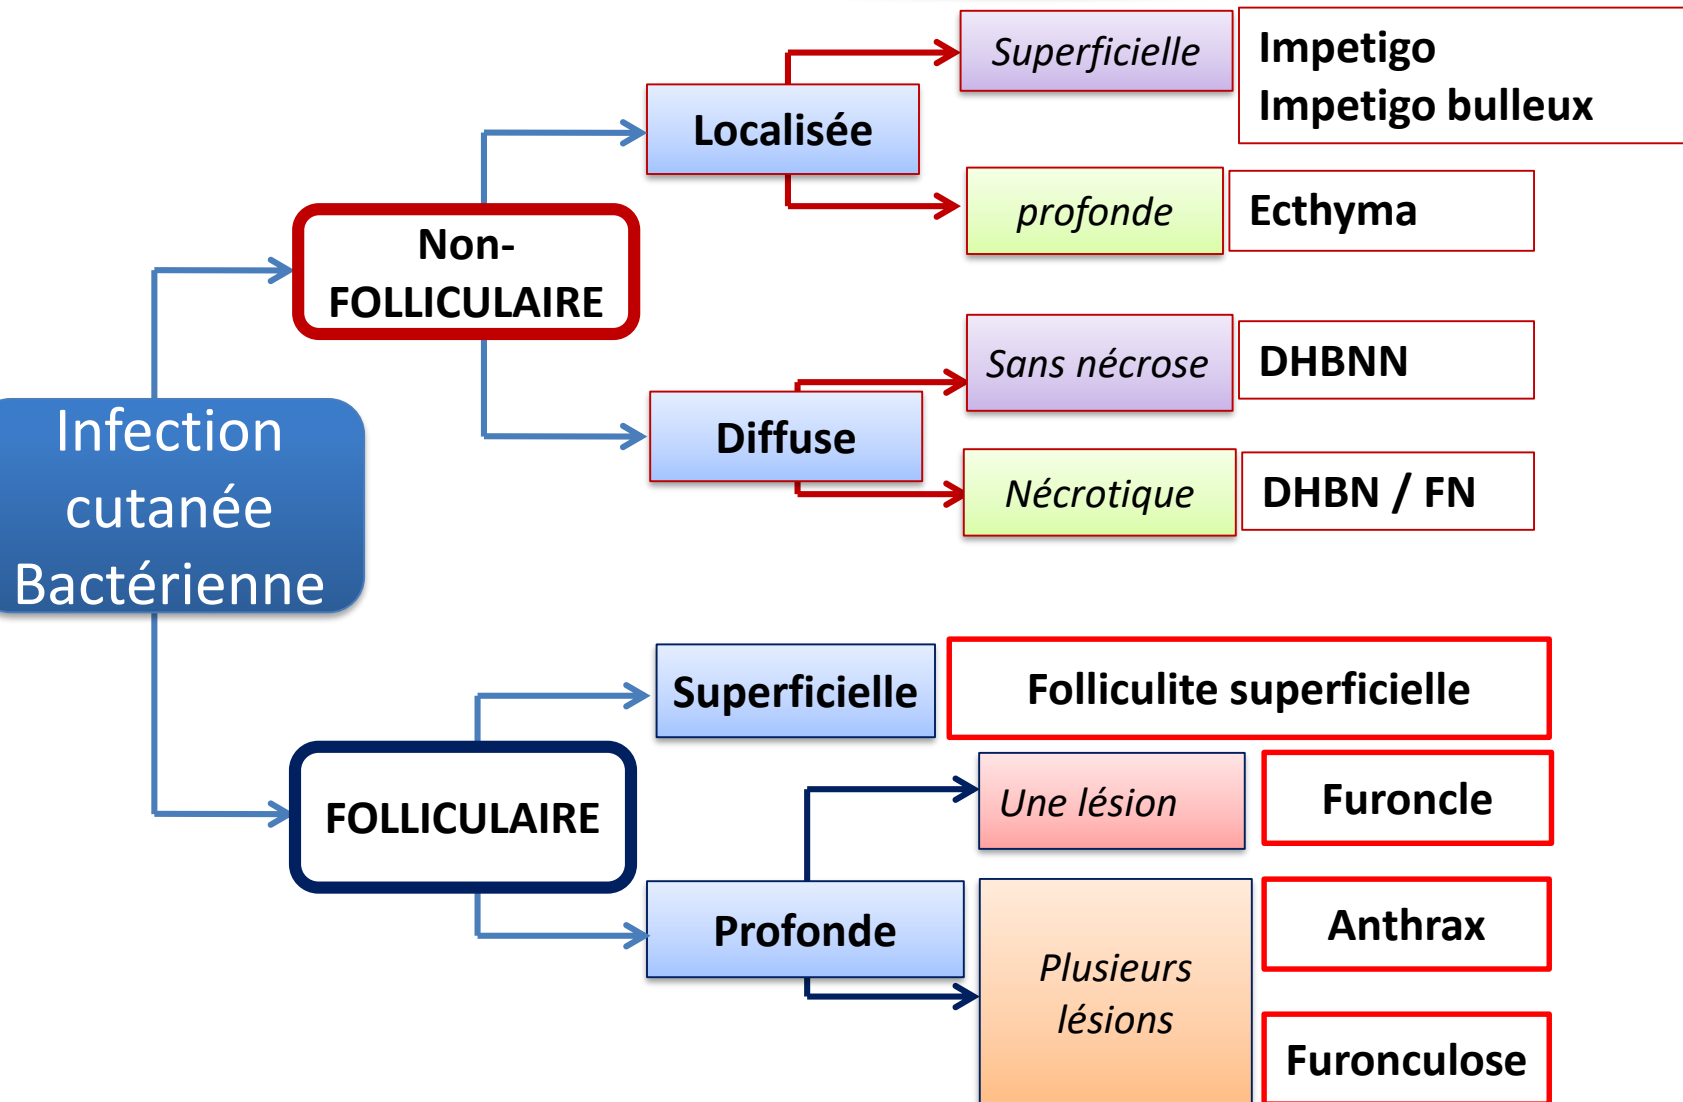 Infection
cutanée
Bactérienne
Non-
FOLLICULAIRE
Localisée
Superficielle
Impetigo
Impetigo bulleux
profonde
Ecthyma
Diffuse
Sans nécrose
DHBNN
Nécrotique
DHBN / FN
FOLLICULAIRE
Superficielle
Folliculite superficielle
Profonde
Une lésion
Furoncle
Plusieurs
lésions
Anthrax
Furonculose